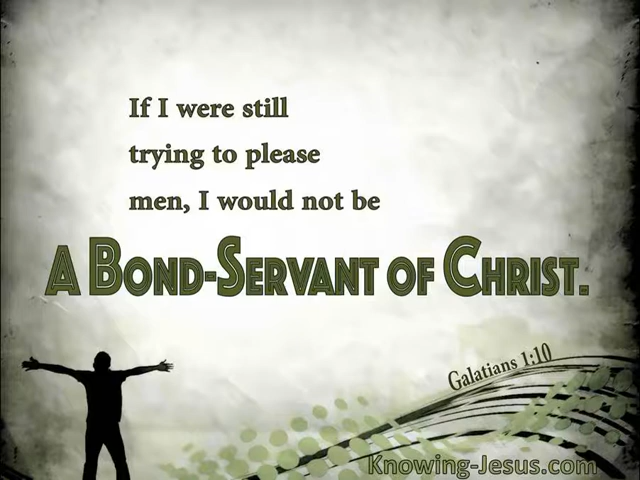 If I were still
trying to please
men, I would not be
A BOND-SERVANT OF CHRIST.
Galatians 1:10
Knowing-Jesus.com